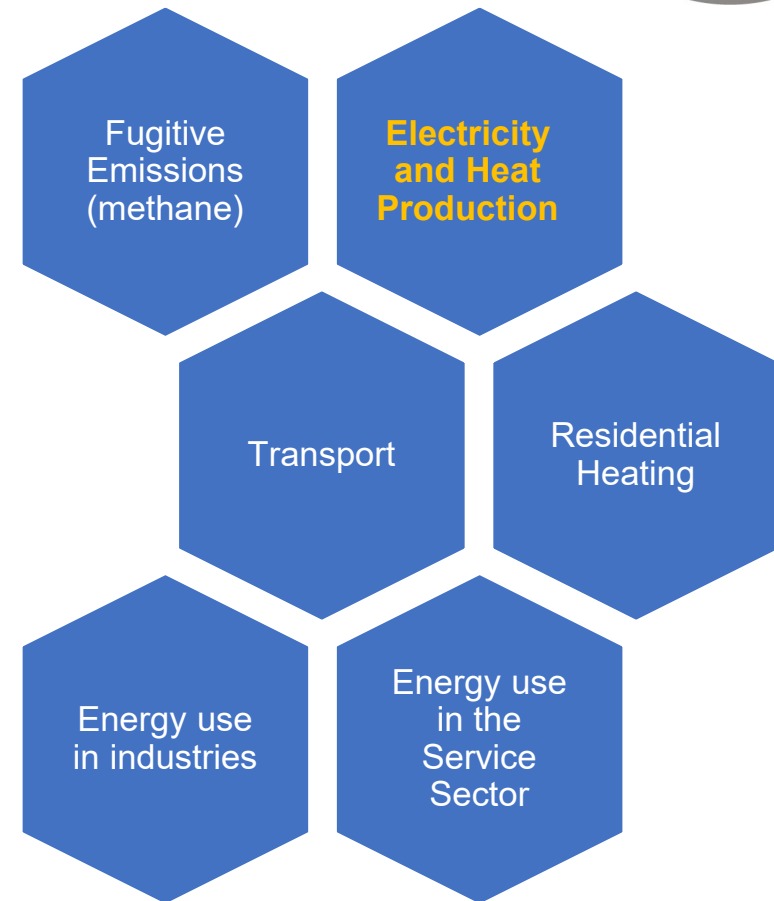 Fugitive
Emissions
(methane)
Electricity
and Heat
Production
Transport
Residential
Heating
Energy use
in industries
Energy use
in the
Service
Sector